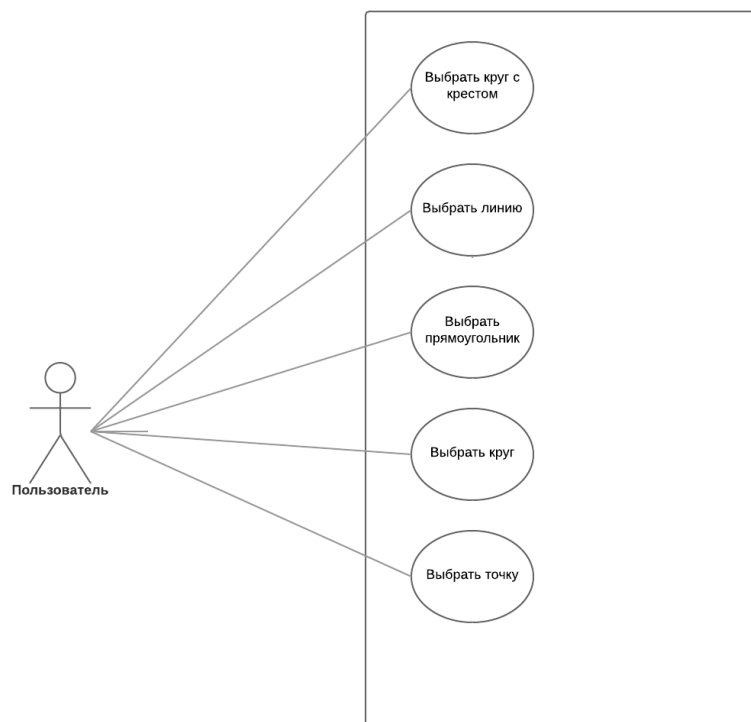 Выбрать круг с
крестом
Выбрать линию
Выбрать
прямоугольник
Выбрать круг
Выбрать точку
Пользователь